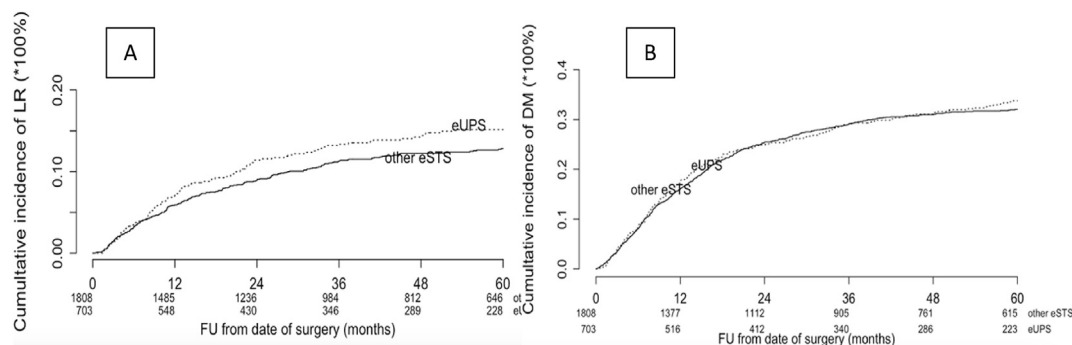 A
Cumultative incidence of LR (*100%)
0.20
0.10
0.00
eUPS
other eSTS
0 12 24 36 48 60
1808 1485 1236 984 812 646 ot
703 548 430 346 289 228 el
FU from date of surgery (months)
B
Cumultative incidence of DM (*100%)
0.4
0.3
0.2
0.1
0.0
eUPS
other eSTS
0 12 24 36 48 60
1808 1377 1112 905 761 615 other eSTS
703 516 412 340 286 223 eUPS
FU from date of surgery (months)